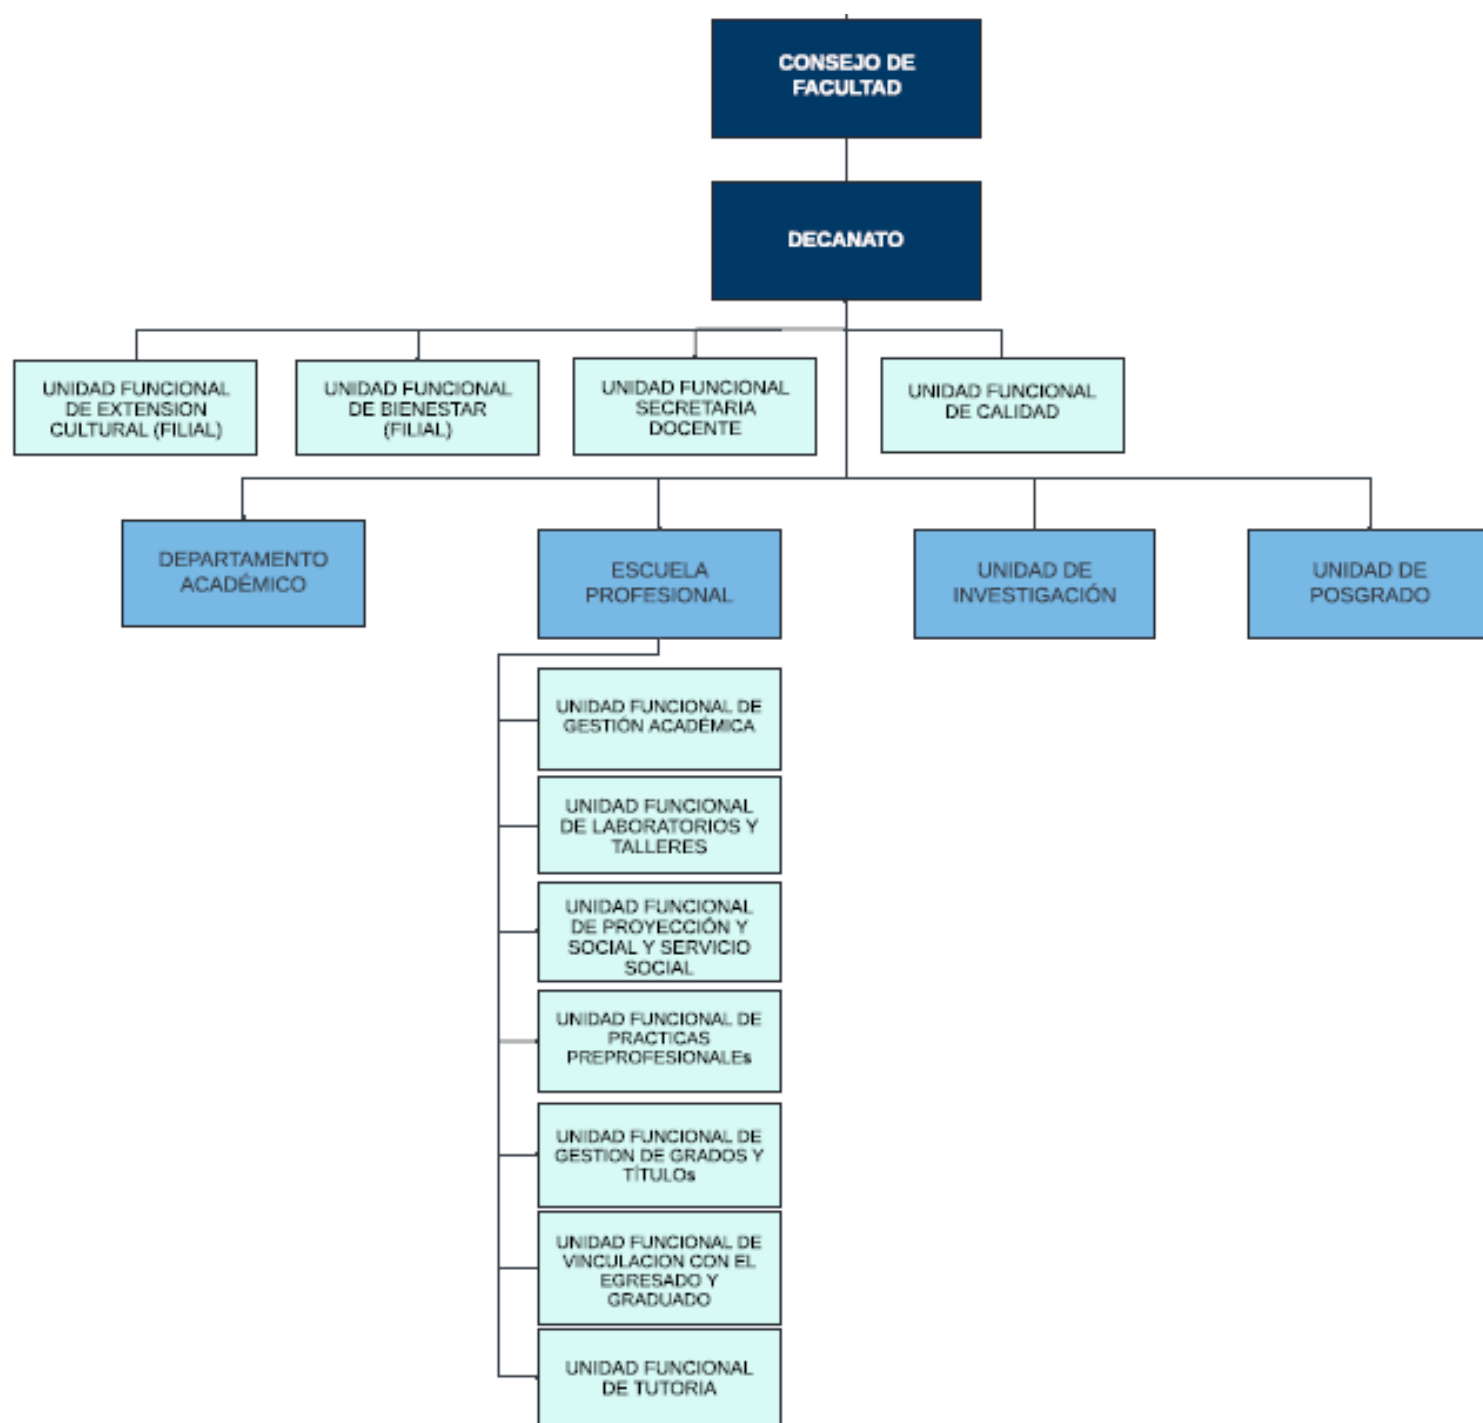 CONSEJO DE
FACULTAD
DECANATO
UNIDAD FUNCIONAL
DE EXTENSION
CULTURAL (FILIAL)
UNIDAD FUNCIONAL
DE BIENESTAR
(FILIAL)
UNIDAD FUNCIONAL
SECRETARIA
DOCENTE
UNIDAD FUNCIONAL
DE CALIDAD
DEPARTAMENTO
ACADÉMICO
ESCUELA
PROFESIONAL
UNIDAD DE
INVESTIGACIÓN
UNIDAD DE
POSGRADO
UNIDAD FUNCIONAL DE
GESTIÓN ACADÉMICA
UNIDAD FUNCIONAL
DE LABORATORIOS Y
TALLERES
UNIDAD FUNCIONAL
DE PROYECCIÓN Y
SOCIAL Y SERVICIO
SOCIAL
UNIDAD FUNCIONAL DE
PRACTICAS
PREPROFESIONALEs
UNIDAD FUNCIONAL DE
GESTION DE GRADOS Y
TÍTULOs
UNIDAD FUNCIONAL DE
VINCULACION CON EL
EGRESADO Y
GRADUADO
UNIDAD FUNCIONAL
DE TUTORIA